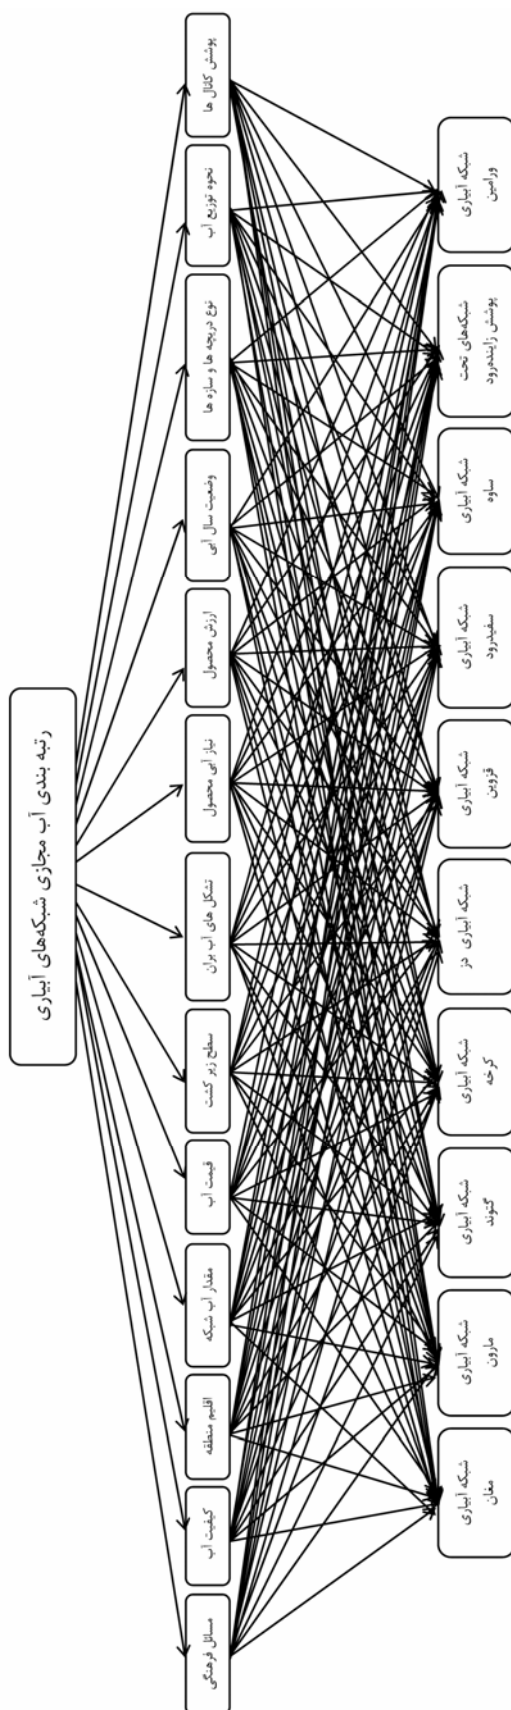 رتبه بندی آب مجازی شبکه‌های آبیاری
پوشش کانال ها
نحوه توزیع آب
نوع دریچه ها و سازه ها
وضعیت سال آبی
ارزش محصول
نیاز آبی محصول
تشکل های آب بران
سطح زیر کشت
قیمت آب
مقدار آب شبکه
اقلیم منطقه
کیفیت آب
مسائل فرهنگی
شبکه آبیاری
ورامین
شبکه‌های تحت
پوشش زاینده‌رود
شبکه آبیاری
ساوه
شبکه آبیاری
سفیدرود
شبکه آبیاری
قزوین
شبکه آبیاری دز
شبکه آبیاری
کرخه
شبکه آبیاری
گتوند
شبکه آبیاری
مارون
شبکه آبیاری
مغان